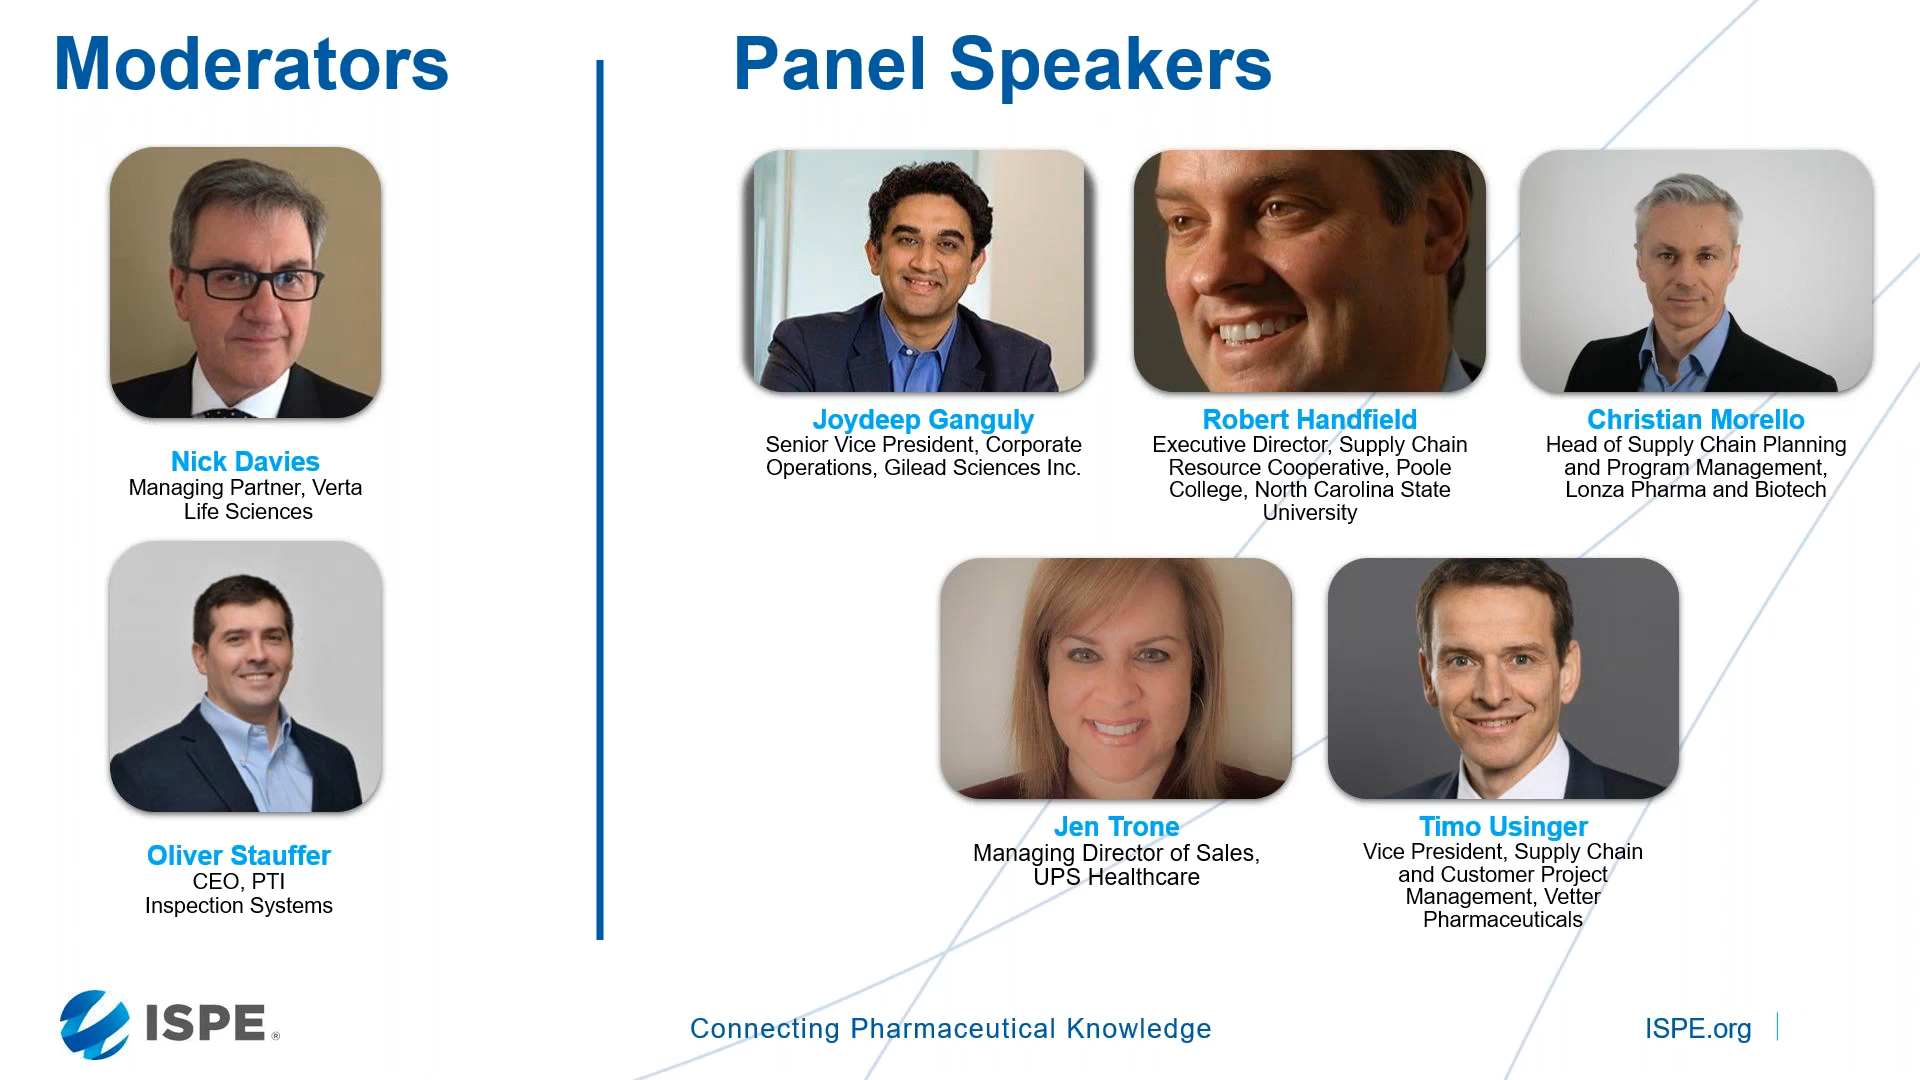 Moderators
Panel Speakers
Nick Davies
Managing Partner, Verta
Life Sciences
Oliver Stauffer
CEO, PTI
Inspection Systems
Joydeep Ganguly
Senior Vice President, Corporate
Operations, Gilead Sciences Inc.
Robert Handfield
Executive Director, Supply Chain
Resource Cooperative, Poole
College, North Carolina State
University
Christian Morello
Head of Supply Chain Planning
and Program Management,
Lonza Pharma and Biotech
Jen Trone
Managing Director of Sales,
UPS Healthcare
Timo Usinger
Vice President, Supply Chain
and Customer Project
Management, Vetter
Pharmaceuticals
ISPE®
Connecting Pharmaceutical Knowledge
ISPE.org